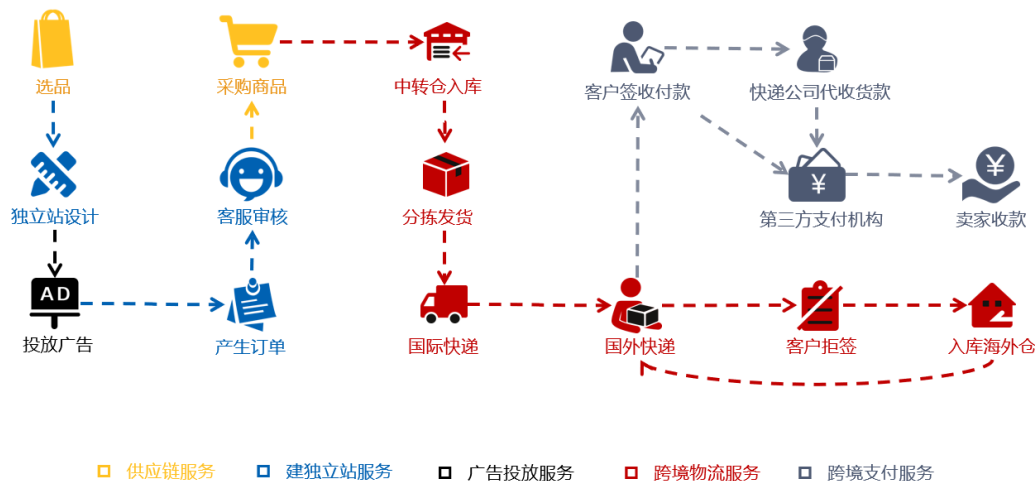 选品
采购商品
中转仓入库
客户签收付款
快递公司代收货款
独立站设计
客服审核
分拣发货
第三方支付机构
卖家收款
AD
投放广告
产生订单
国际快递
国外快递
客户拒签
入库海外仓
供应链服务
建独立站服务
广告投放服务
跨境物流服务
跨境支付服务